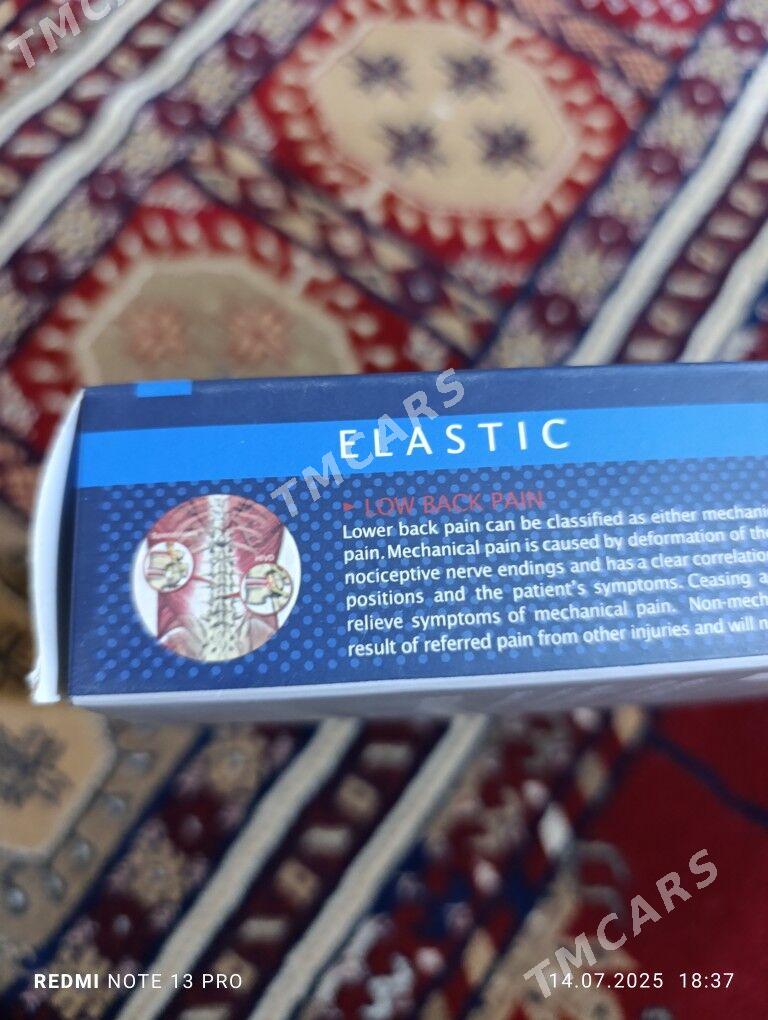 TMCARS
ELASTIC
TMCARS
LOW BACK PAIN
Lower back pain can be classified as either mechanic
pain. Mechanical pain is caused by deformation of the
nociceptive nerve endings and has a clear correlation
positions and the patient's symptoms. Ceasing a
relieve symptoms of mechanical pain. Non-mech
result of referred pain from other injuries and will n
TMCARS
REDMI NOTE 13 PRO
14.07.2025 18:37